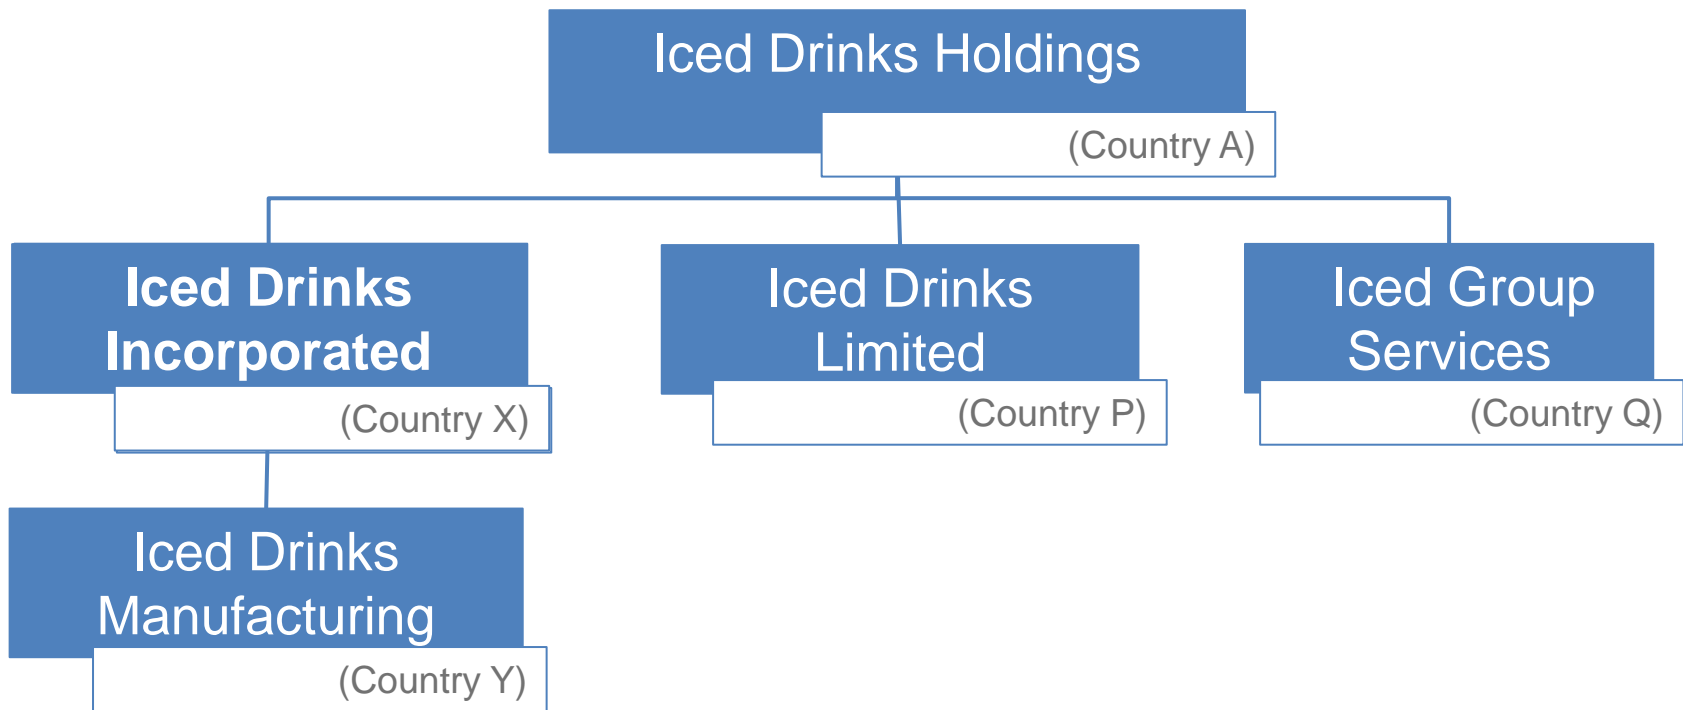 Iced Drinks Holdings
(Country A)
Iced Drinks
Incorporated
(Country X)
Iced Drinks
Limited
(Country P)
Iced Group
Services
(Country Q)
Iced Drinks
Manufacturing
(Country Y)